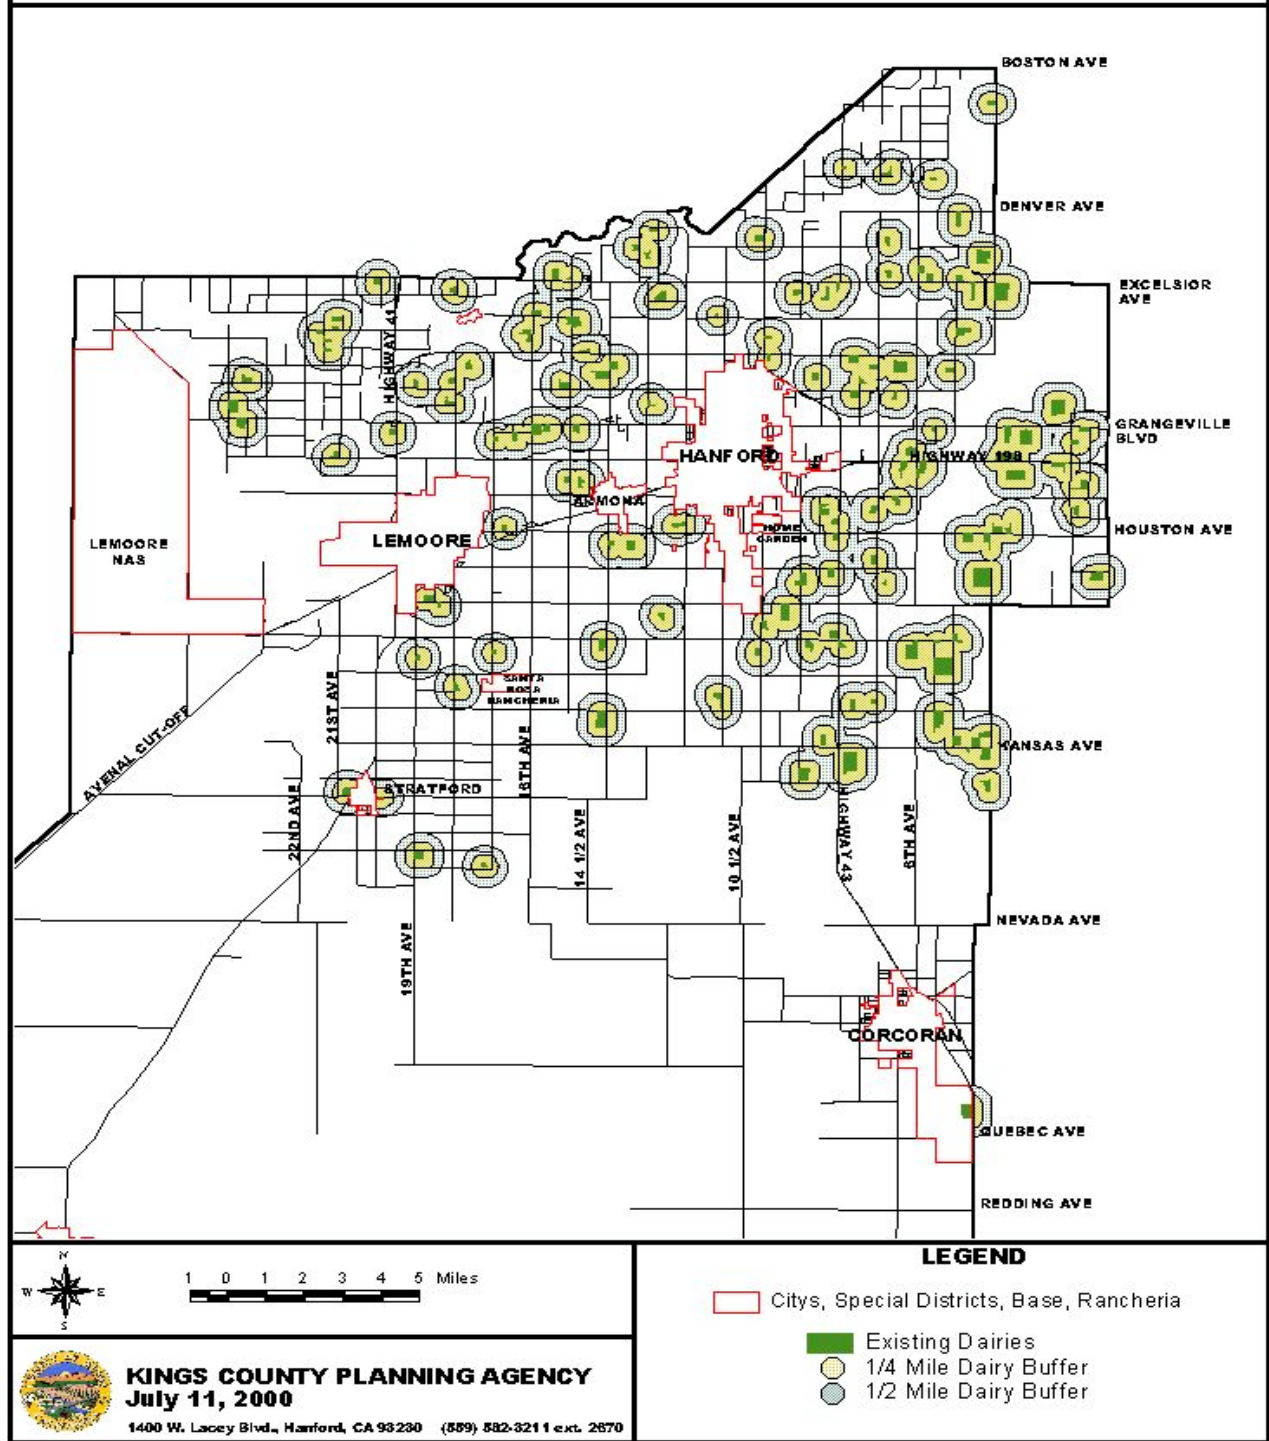 BOSTON AVE
DENVER AVE
EXCELSIOR
AVE
HIGHWAY 41
GRANGEVILLE
BLVD
HANFORD
HIGHWAY 198
ARMONA
HOUSTON AVE
HOME
GARDEN
LEMOORE
LEMOORE
NAS
SANTA
ROSA
RANCHERIA
21ST AVE
AVENAL CUT-OFF
16TH AVE
KANSAS AVE
STRATFORD
22ND AVE
14 1/2 AVE
10 1/2 AVE
HIGHWAY 43
6TH AVE
NEVADA AVE
19TH AVE
CORCORAN
QUEBEC AVE
REDDING AVE
N
W E
S
1 0 1 2 3 4 5 Miles
KINGS COUNTY PLANNING AGENCY
July 11, 2000
1400 W. Lacey Blvd., Hanford, CA 93230 (559) 582-3211 ext. 2670
LEGEND
Citys, Special Districts, Base, Rancheria
Existing Dairies
1/4 Mile Dairy Buffer
1/2 Mile Dairy Buffer